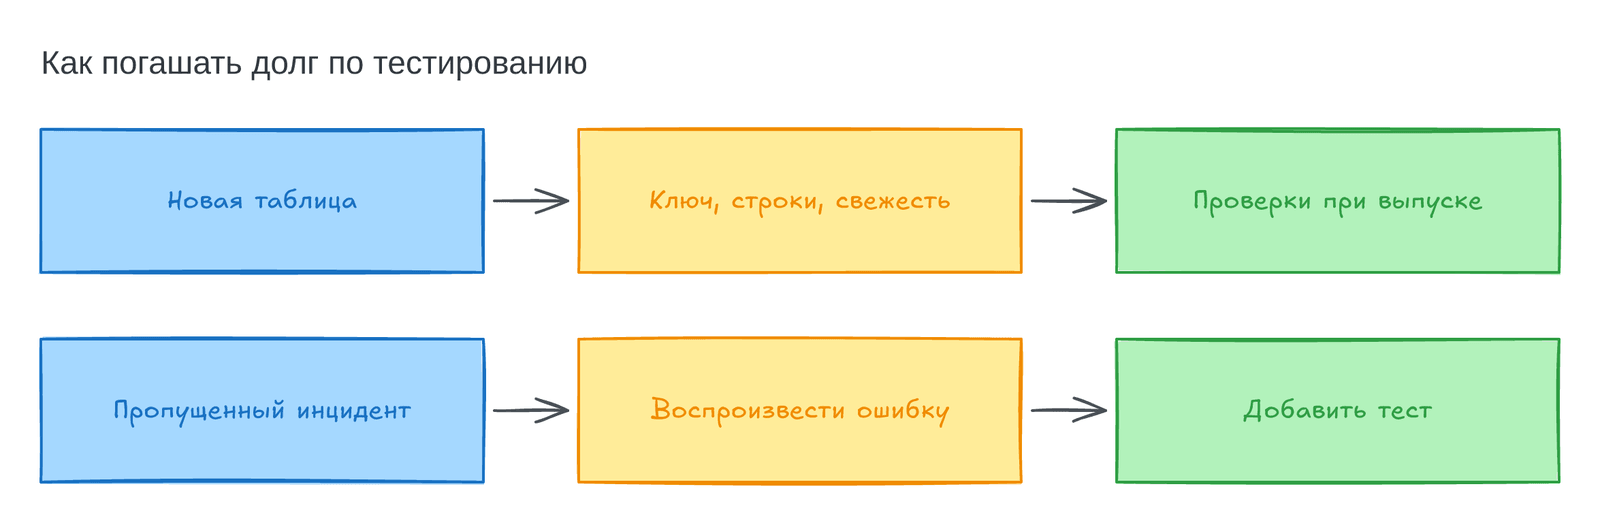 Как погашать долг по тестированию
Новая таблица
Ключ, строки, свежесть
Проверки при выпуске
Пропущенный инцидент
Воспроизвести ошибку
Добавить тест